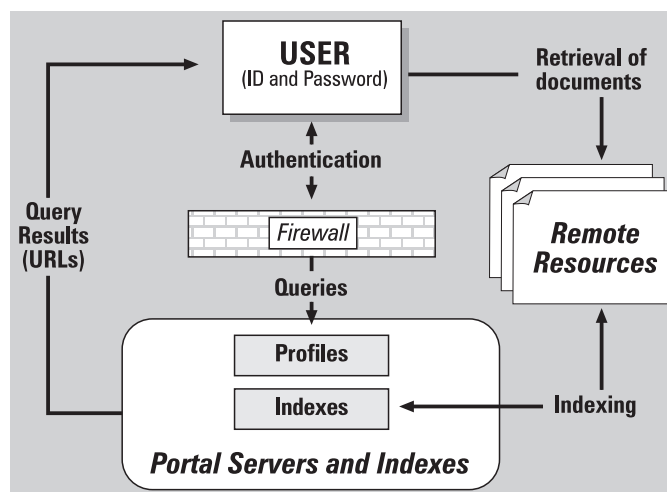 USER
(ID and Password)
Retrieval of
documents
Authentication
Query
Results
(URLs)
Firewall
Remote
Resources
Queries
Profiles
Indexes
Indexing
Portal Servers and Indexes